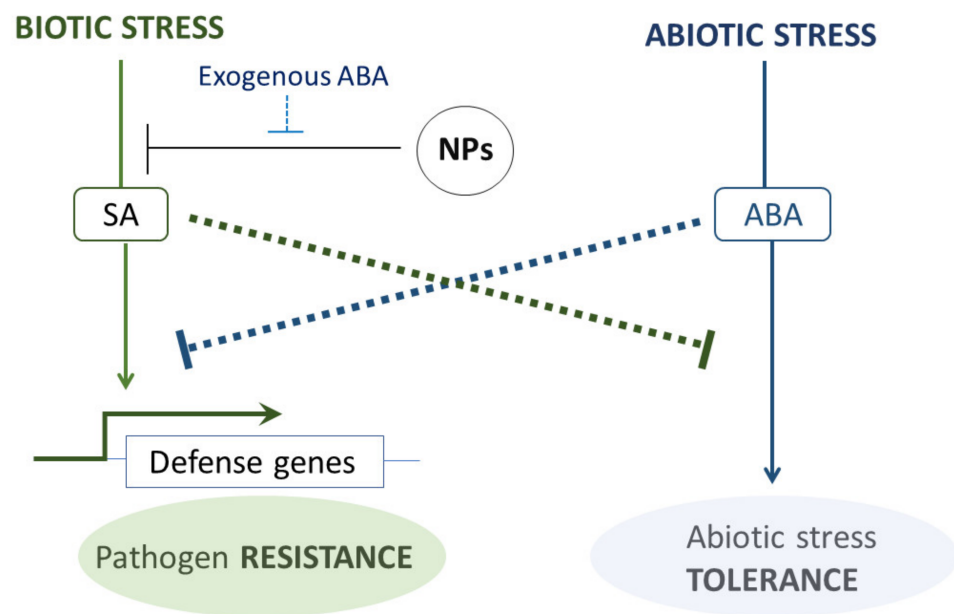 BIOTIC STRESS
ABIOTIC STRESS
Exogenous ABA
NPs
SA
ABA
Defense genes
Pathogen RESISTANCE
Abiotic stress
TOLERANCE